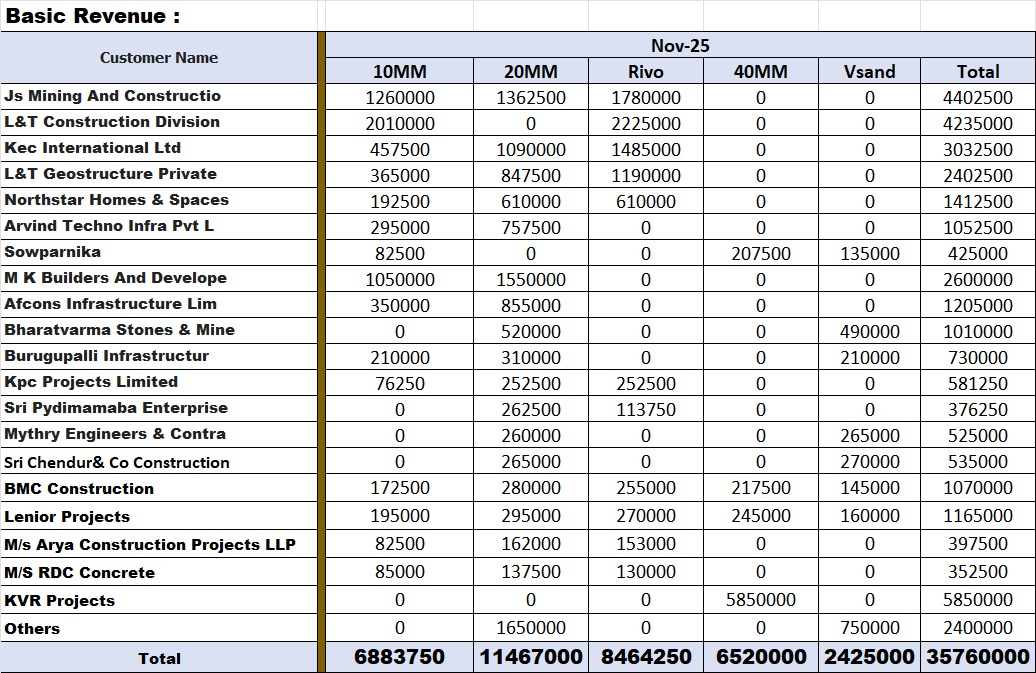 Basic Revenue :
Customer Name Nov-25
10MM 20MM Rivo 40MM Vsand Total
Js Mining And Constructio 1260000 1362500 1780000 0 0 4402500
L&T Construction Division 2010000 0 2225000 0 0 4235000
Kec International Ltd 457500 1090000 1485000 0 0 3032500
L&T Geostructure Private 365000 847500 1190000 0 0 2402500
Northstar Homes & Spaces 192500 610000 610000 0 0 1412500
Arvind Techno Infra Pvt L 295000 757500 0 0 0 1052500
Sowparnika 82500 0 0 207500 135000 425000
M K Builders And Develope 1050000 1550000 0 0 0 2600000
Afcons Infrastructure Lim 350000 855000 0 0 0 1205000
Bharatvarma Stones & Mine 0 520000 0 0 490000 1010000
Burugupalli Infrastructur 210000 310000 0 0 210000 730000
Kpc Projects Limited 76250 252500 252500 0 0 581250
Sri Pydimamaba Enterprise 0 262500 113750 0 0 376250
Mythry Engineers & Contra 0 260000 0 0 265000 525000
Sri Chendur& Co Construction 0 265000 0 0 270000 535000
BMC Construction 172500 280000 255000 217500 145000 1070000
Lenior Projects 195000 295000 270000 245000 160000 1165000
M/s Arya Construction Projects LLP 82500 162000 153000 0 0 397500
M/S RDC Concrete 85000 137500 130000 0 0 352500
KVR Projects 0 0 0 5850000 0 5850000
Others 0 1650000 0 0 750000 2400000
Total 6883750 11467000 8464250 6520000 2425000 35760000